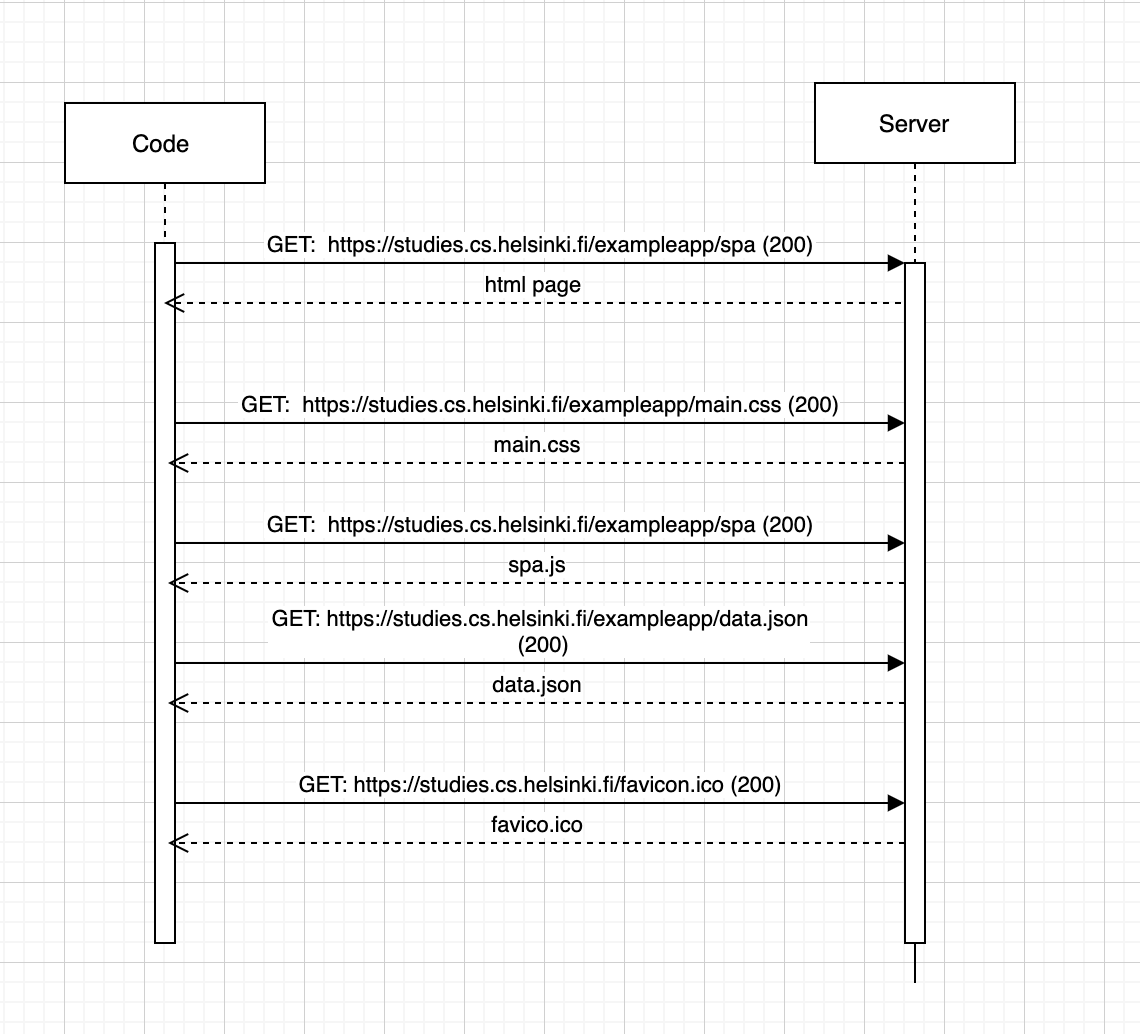 Server
Code
GET:  https://studies.cs.helsinki.fi/exampleapp/spa (200)
html page
GET:  https://studies.cs.helsinki.fi/exampleapp/main.css (200)
main.css
GET:  https://studies.cs.helsinki.fi/exampleapp/spa (200)
spa.js
GET: https://studies.cs.helsinki.fi/exampleapp/data.json
(200)
data.json
GET: https://studies.cs.helsinki.fi/favicon.ico (200)
favico.ico